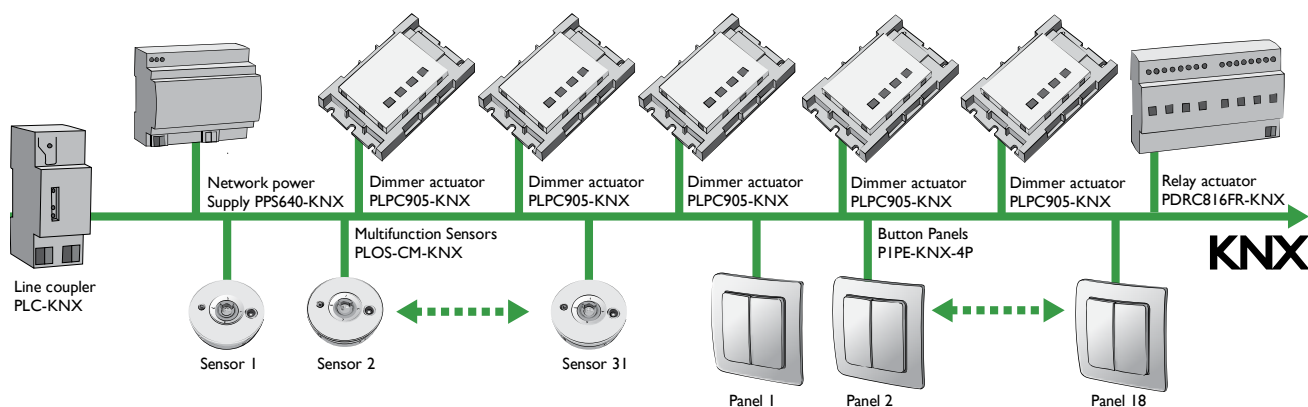 Network power
Supply PPS640-KNX
Dimmer actuator
PLPC905-KNX
Dimmer actuator
PLPC905-KNX
Dimmer actuator
PLPC905-KNX
Dimmer actuator
PLPC905-KNX
Dimmer actuator
PLPC905-KNX
Relay actuator
PDRC816FR-KNX
Line coupler
PLC-KNX
Multifunction Sensors
PLOS-CM-KNX
Button Panels
P1PE-KNX-4P
KNX
Sensor 1
Sensor 2
Sensor 31
Panel 1
Panel 2
Panel 18